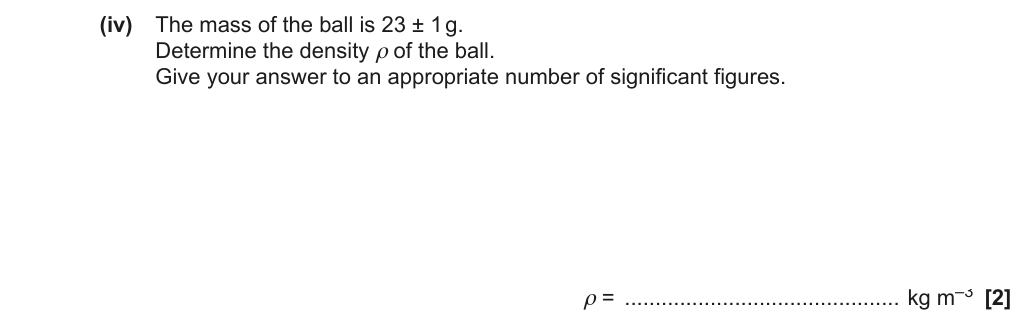 (iv) The mass of the ball is 23 ± 1 g.
Determine the density ρ of the ball.
Give your answer to an appropriate number of significant figures.
ρ = ............................................ kg m⁻³ [2]